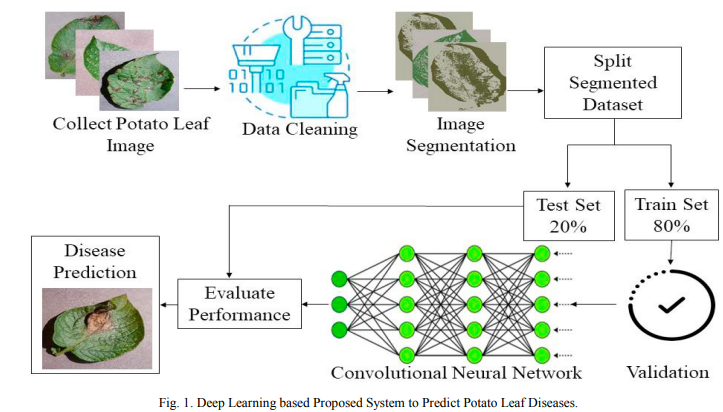 Collect Potato Leaf
Image
Data Cleaning
Image
Segmentation
Split
Segmented
Dataset
Test Set
20%
Train Set
80%
Validation
Convolutional Neural Network
Evaluate
Performance
Disease
Prediction
Fig. 1. Deep Learning based Proposed System to Predict Potato Leaf Diseases.